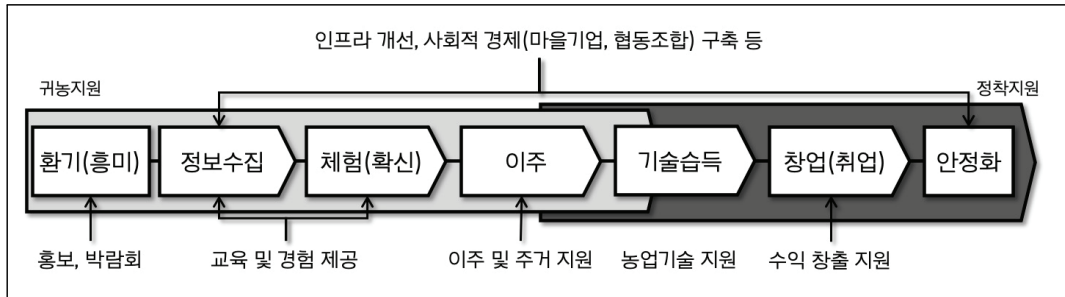 인프라 개선, 사회적 경제(마을기업, 협동조합) 구축 등
귀농지원
정착지원
환기(흥미)
정보수집
체험(확신)
이주
기술습득
창업(취업)
안정화
홍보, 박람회
교육 및 경험 제공
이주 및 주거 지원
농업기술 지원
수익 창출 지원